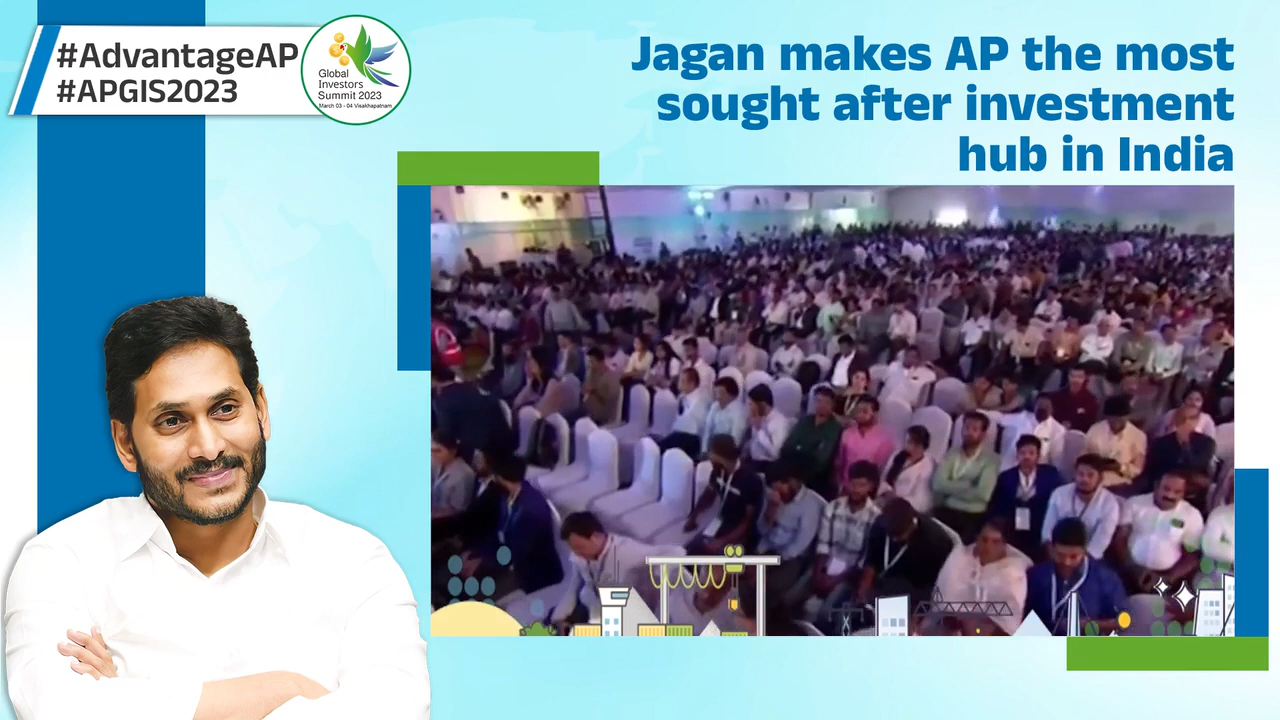 #AdvantageAP
#APGIS2023
Global
Investors
Summit 2023
March 03 - 04 Visakhapatnam
Jagan makes AP the most
sought after investment
hub in India